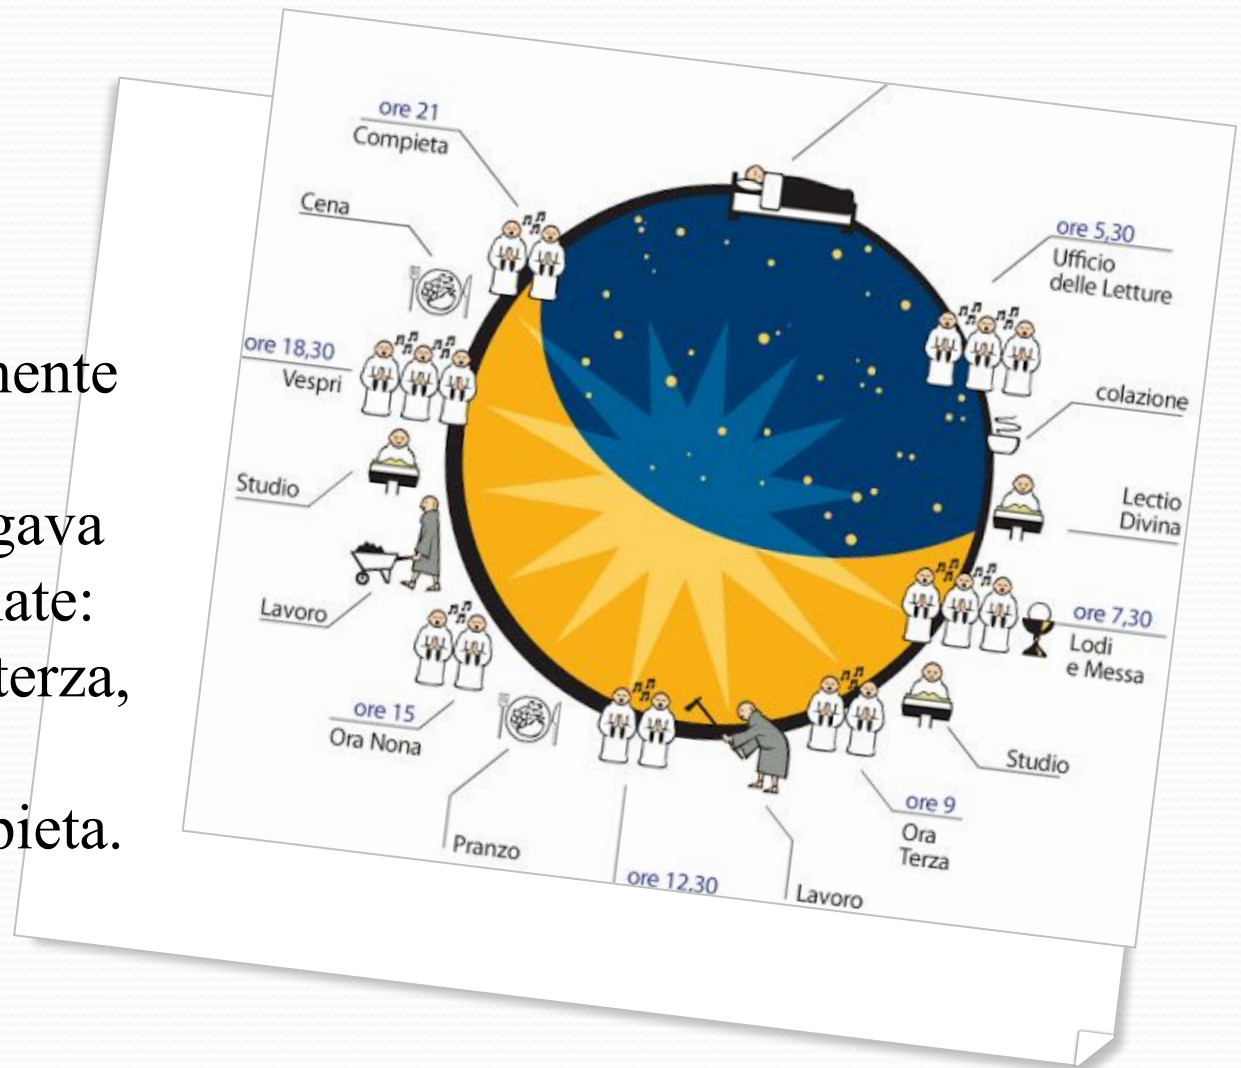 mente
gava
ate:
terza,
pieta.
ore 21
Compieta
Cena
ore 18,30
Vespri
Studio
Lavoro
ore 15
Ora Nona
Pranzo
ore 12,30
Lavoro
ore 9
Ora
Terza
Studio
ore 7,30
Lodi
e Messa
Lectio
Divina
colazione
ore 5,30
Ufficio
delle Letture